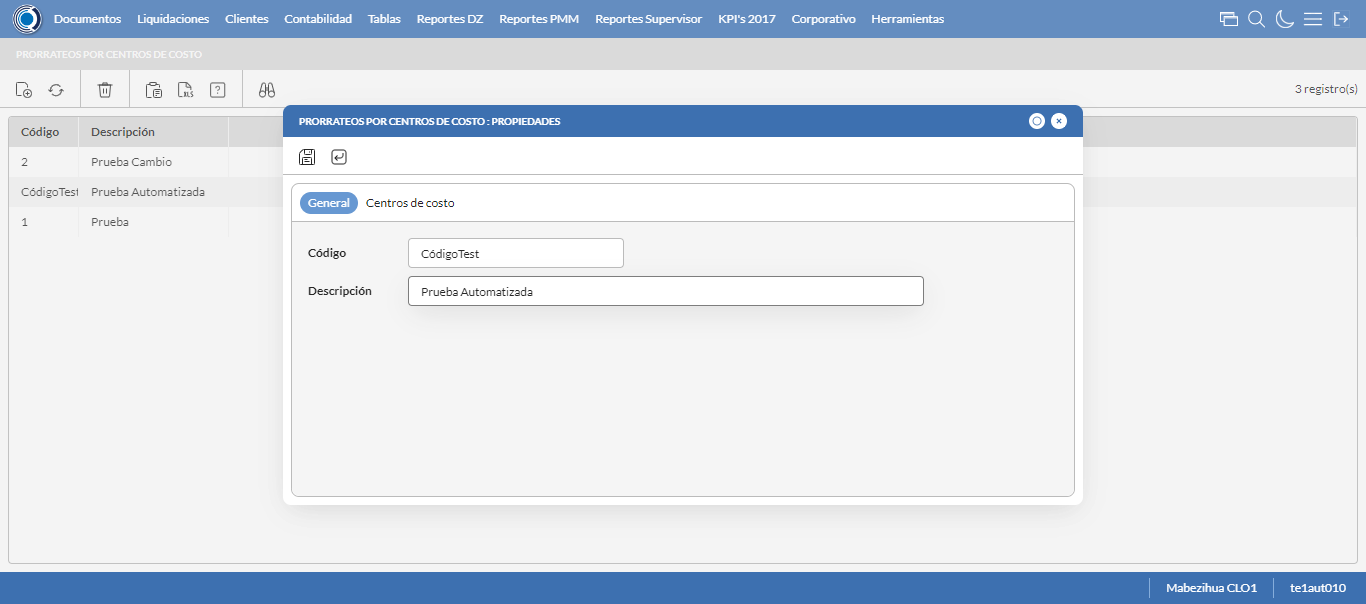 Documentos Liquidaciones Clientes Contabilidad Tablas Reportes DZ Reportes PMM Reportes Supervisor KPI's 2017 Corporativo Herramientas
PRORRATEOS POR CENTROS DE COSTO
XLS ? 3 registro(s)
PRORRATEOS POR CENTROS DE COSTO : PROPIEDADES
Código Descripción
2 Prueba Cambio
CódigoTest Prueba Automatizada
1 Prueba
General Centros de costo
Código CódigoTest
Descripción Prueba Automatizada
Mabezihua CLO1 te1aut010